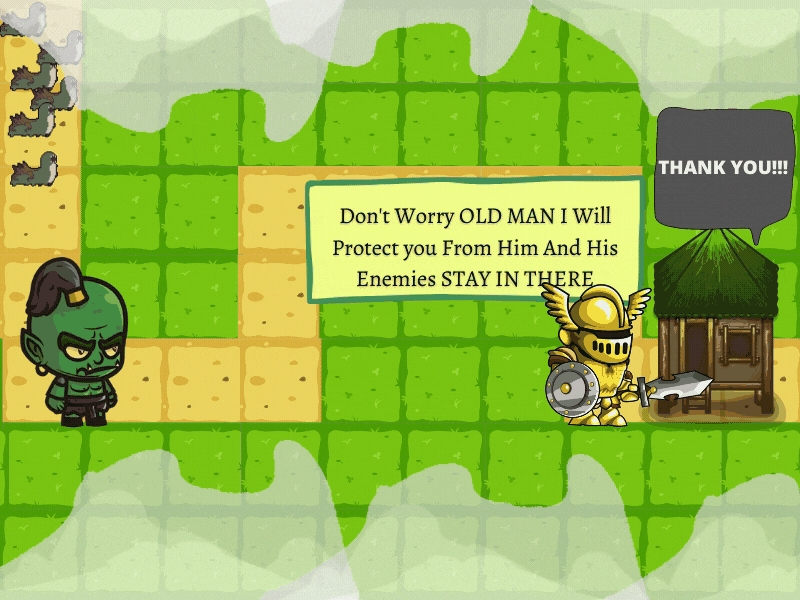 Don't Worry OLD MAN I Will
Protect you From Him And His
Enemies STAY IN THERE
THANK YOU!!!